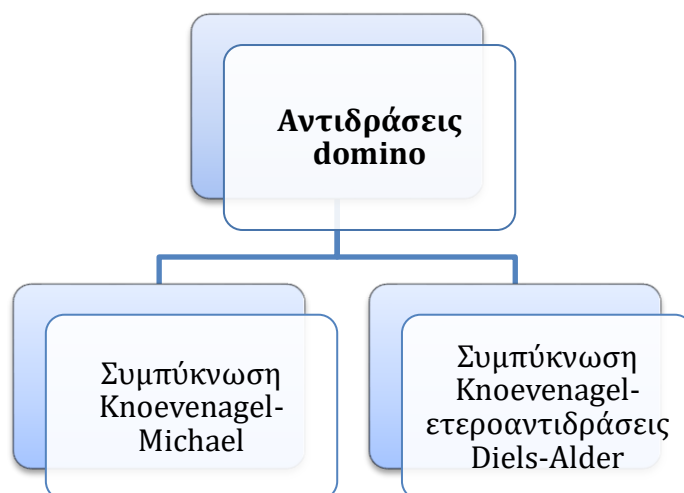 Αντιδράσεις
domino
Συμπύκνωση
Knoevenagel-
Michael
Συμπύκνωση
Knoevenagel-
ετεροαντιδράσεις
Diels-Alder